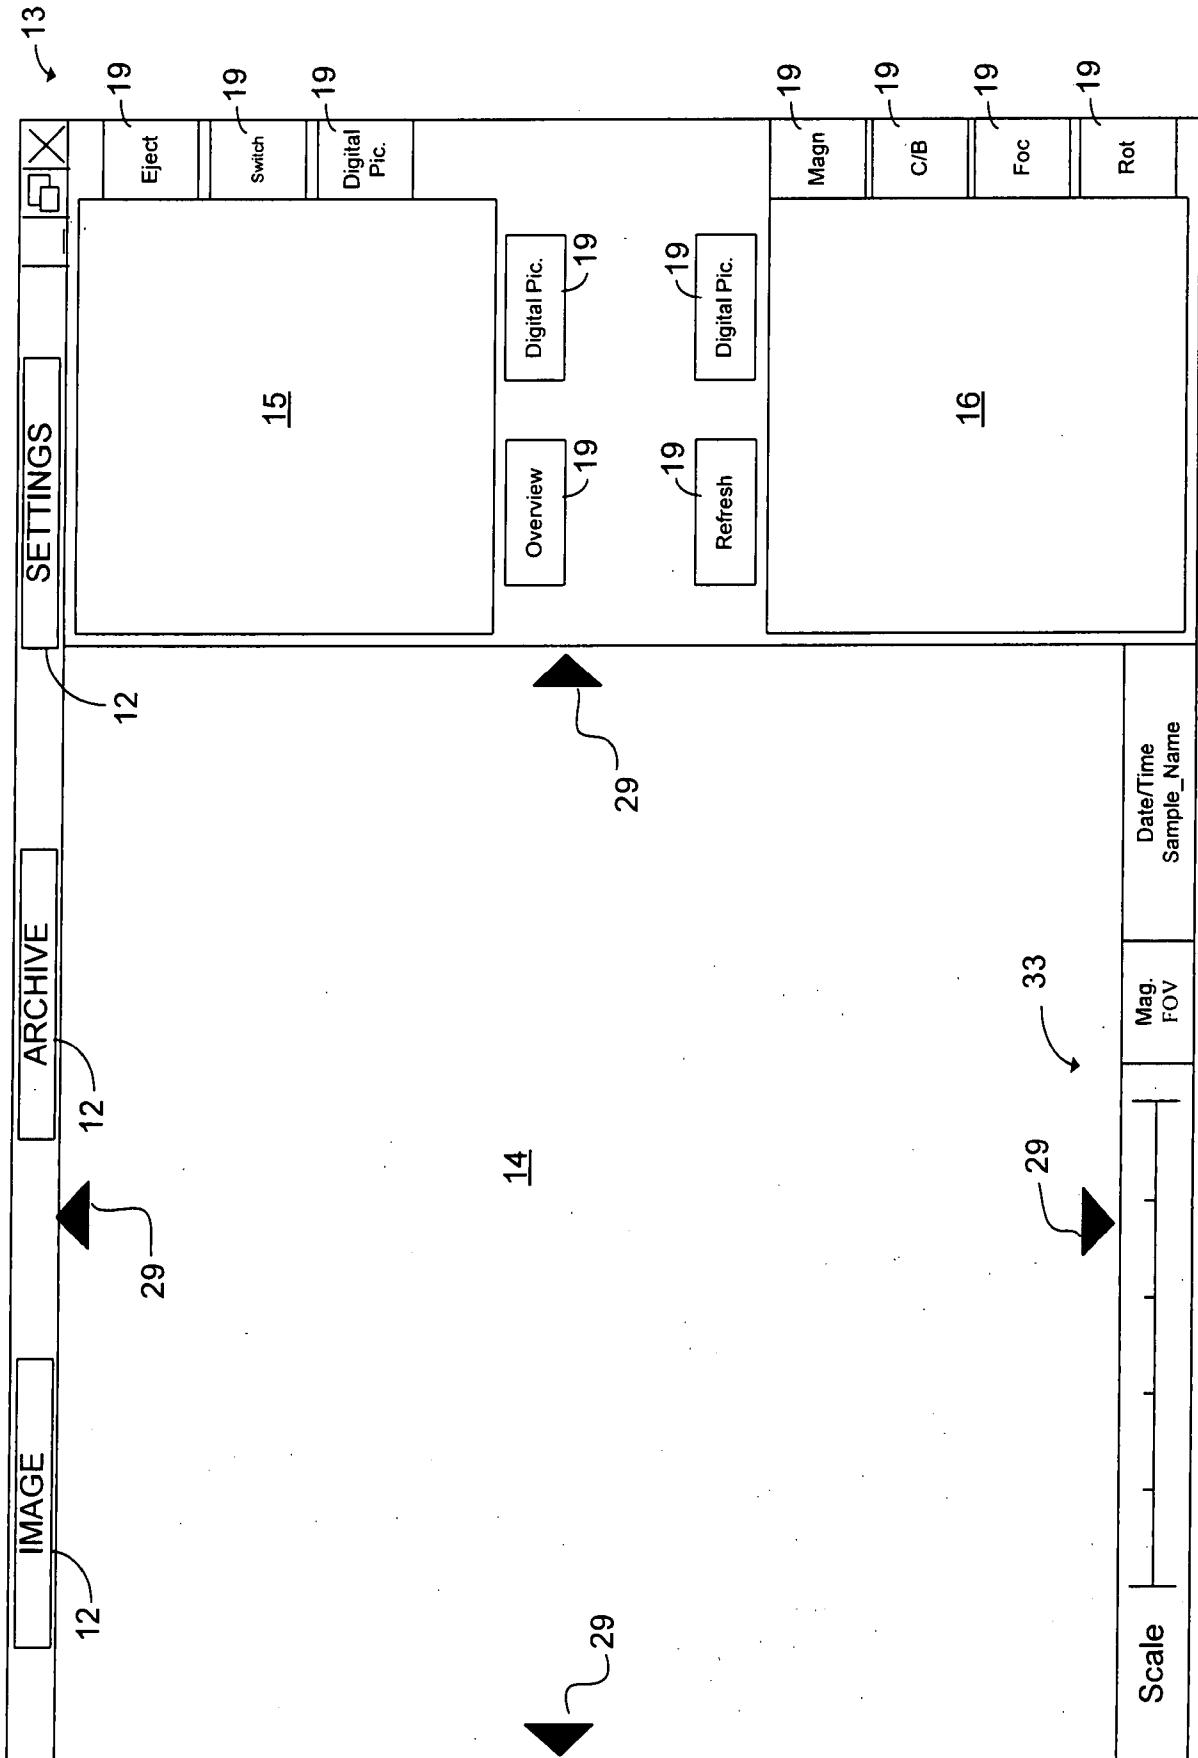 13
IMAGE
ARCHIVE
SETTINGS
12
12
12
29
29
29
29
14
33
15
16
Eject
19
Switch
19
Digital
Pic.
19
Overview
19
Digital Pic.
19
Refresh
19
Digital Pic.
19
Magn
19
C/B
19
Foc
19
Rot
19
Scale
Mag.
FOV
Date/Time
Sample_Name